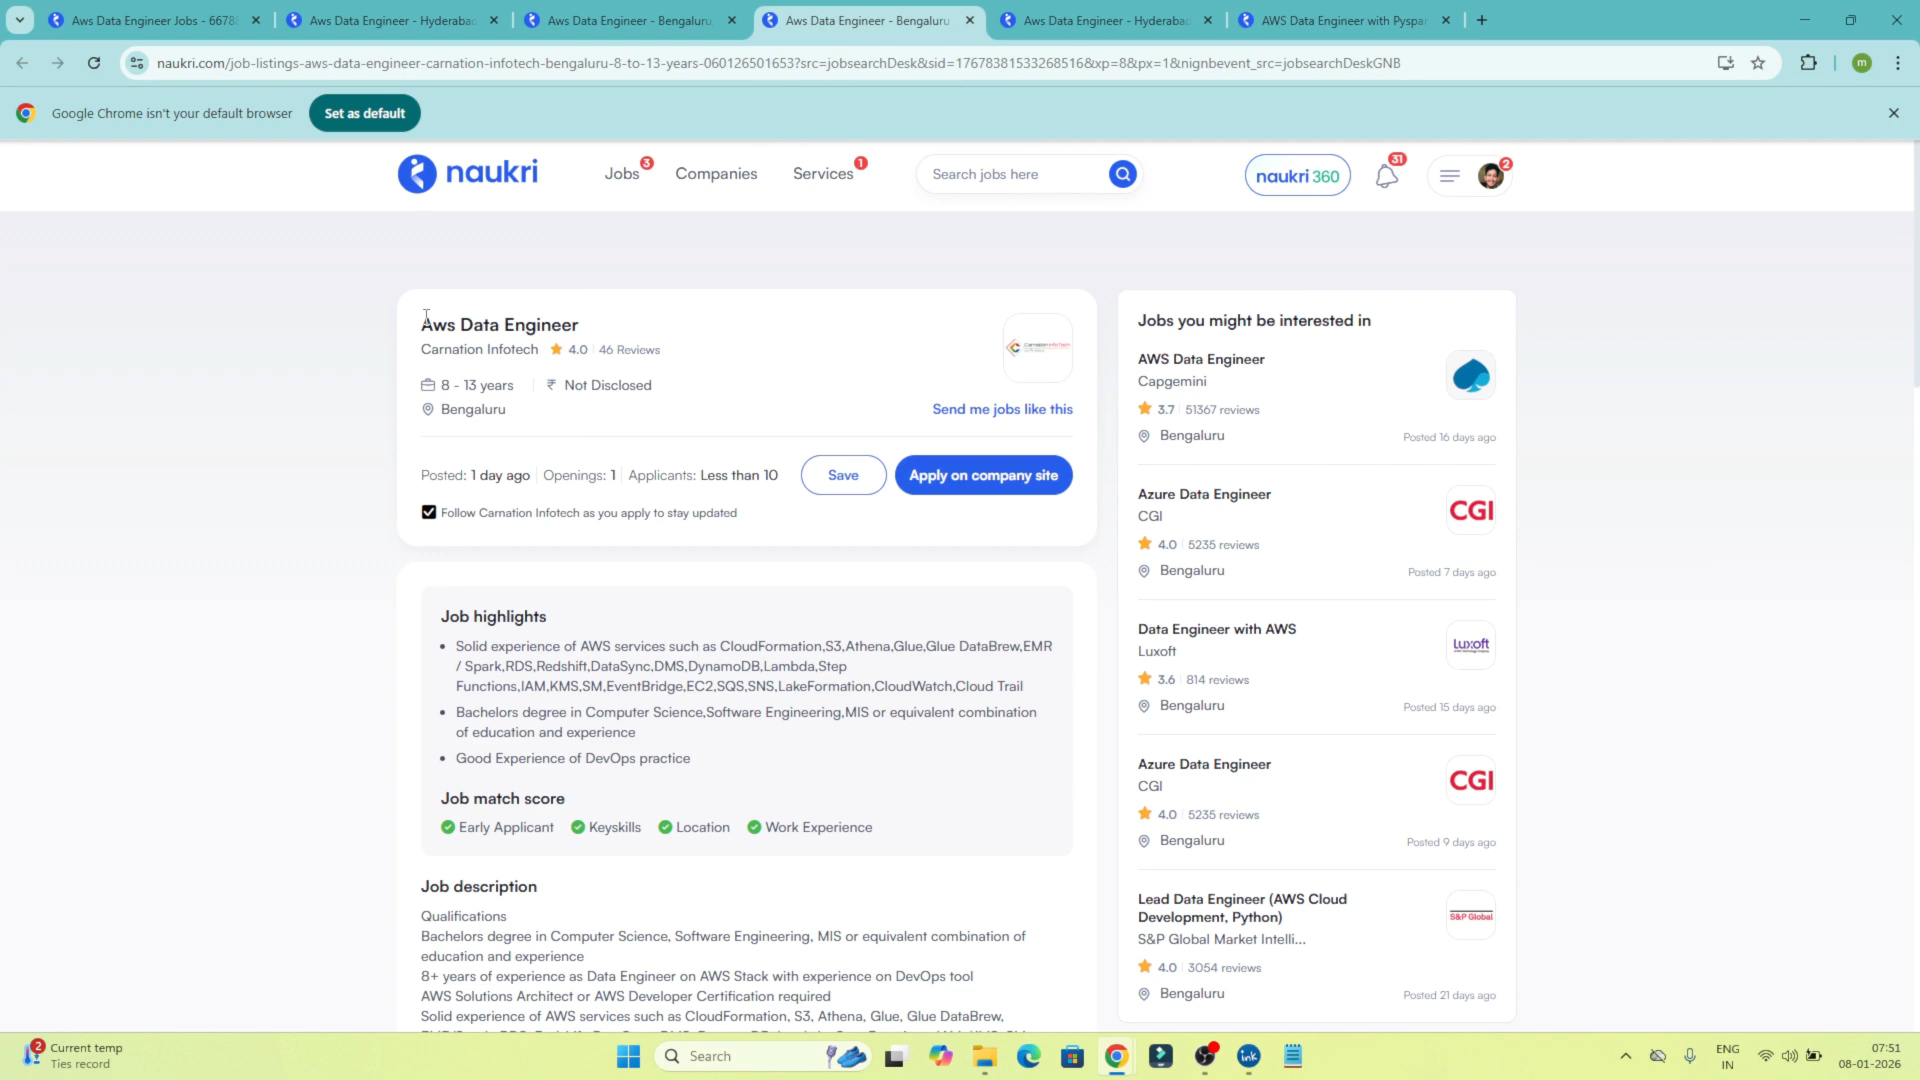 Aws Data Engineer Jobs - 6678
Aws Data Engineer - Hyderabad
Aws Data Engineer - Bengaluru
Aws Data Engineer - Bengaluru
Aws Data Engineer - Hyderabad
AWS Data Engineer with Pyspar
naukri.com/job-listings-aws-data-engineer-carnation-infotech-bengaluru-8-to-13-years-060126501653?src=jobsearchDesk&sid=17678381533268516&xp=8&px=1&nignbevent_src=jobsearchDeskGNB
m
Google Chrome isn't your default browser
Set as default
naukri
Jobs
3
Companies
Services
1
Search jobs here
naukri 360
31
2
Aws Data Engineer
Carnation Infotech
4.0
46 Reviews
8 - 13 years
₹ Not Disclosed
Bengaluru
Send me jobs like this
Posted: 1 day ago
Openings: 1
Applicants: Less than 10
Save
Apply on company site
Follow Carnation Infotech as you apply to stay updated
Job highlights
Solid experience of AWS services such as CloudFormation,S3,Athena,Glue,Glue DataBrew,EMR
/ Spark,RDS,Redshift,DataSync,DMS,DynamoDB,Lambda,Step
Functions,IAM,KMS,SM,EventBridge,EC2,SQS,SNS,LakeFormation,CloudWatch,Cloud Trail
Bachelors degree in Computer Science,Software Engineering,MIS or equivalent combination
of education and experience
Good Experience of DevOps practice
Job match score
Early Applicant
Keyskills
Location
Work Experience
Job description
Qualifications
Bachelors degree in Computer Science, Software Engineering, MIS or equivalent combination of
education and experience
8+ years of experience as Data Engineer on AWS Stack with experience on DevOps tool
AWS Solutions Architect or AWS Developer Certification required
Solid experience of AWS services such as CloudFormation, S3, Athena, Glue, Glue DataBrew,
Jobs you might be interested in
AWS Data Engineer
Capgemini
3.7
51367 reviews
Bengaluru
Posted 16 days ago
Azure Data Engineer
CGI
CGI
4.0
5235 reviews
Bengaluru
Posted 7 days ago
Data Engineer with AWS
Luxoft
Luxoft
3.6
814 reviews
Bengaluru
Posted 15 days ago
Azure Data Engineer
CGI
CGI
4.0
5235 reviews
Bengaluru
Posted 9 days ago
Lead Data Engineer (AWS Cloud
Development, Python)
S&P Global
S&P Global Market Intelli...
4.0
3054 reviews
Bengaluru
Posted 21 days ago
2
Current temp
Ties record
Search
ink
ENG
IN
07:51
08-01-2026